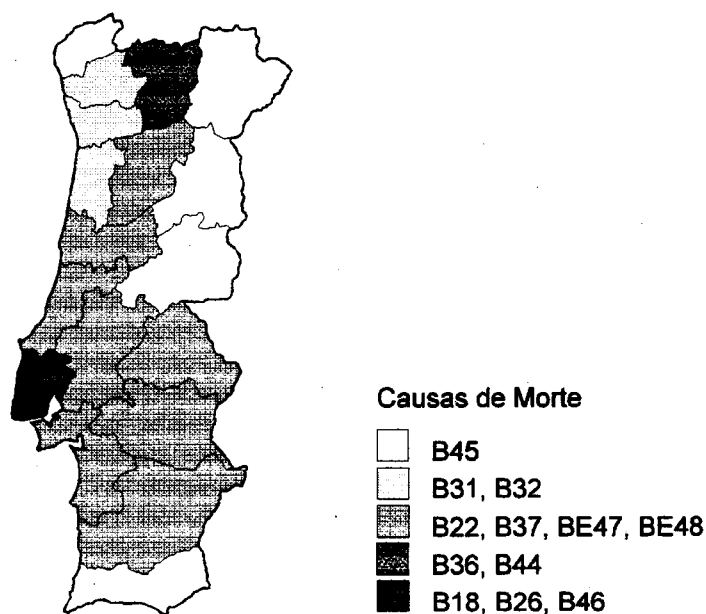 Causas de Morte
B45
B31, B32
B22, B37, BE47, BE48
B36, B44
B18, B26, B46